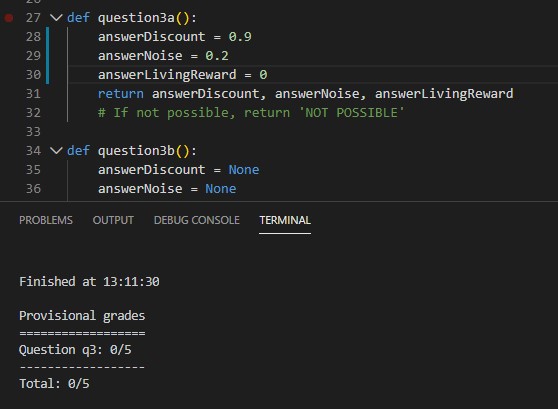 27 def question3a():
28     answerDiscount = 0.9
29     answerNoise = 0.2
30     answerLivingReward = 0
31     return answerDiscount, answerNoise, answerLivingReward
32     # If not possible, return 'NOT POSSIBLE'
33
34 def question3b():
35     answerDiscount = None
36     answerNoise = None
PROBLEMS OUTPUT DEBUG CONSOLE TERMINAL
Finished at 13:11:30
Provisional grades
==================
Question q3: 0/5
------------------
Total: 0/5